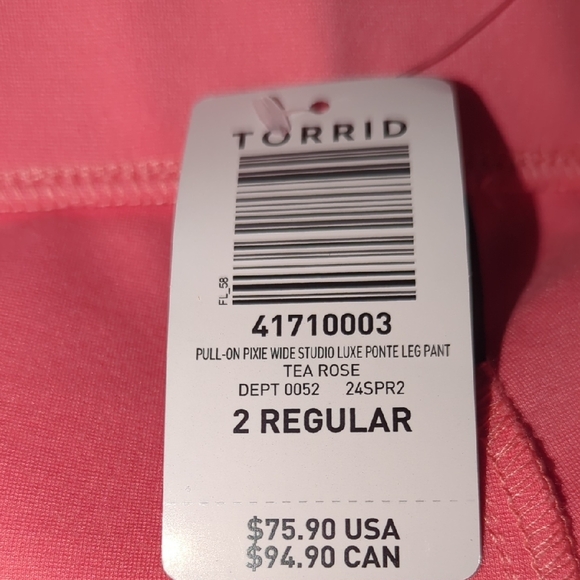 TORRID
FL_58
41710003
PULL-ON PIXIE WIDE STUDIO LUXE PONTE LEG PANT
TEA ROSE
DEPT 0052 24SPR2
2 REGULAR
$75.90 USA
$94.90 CAN